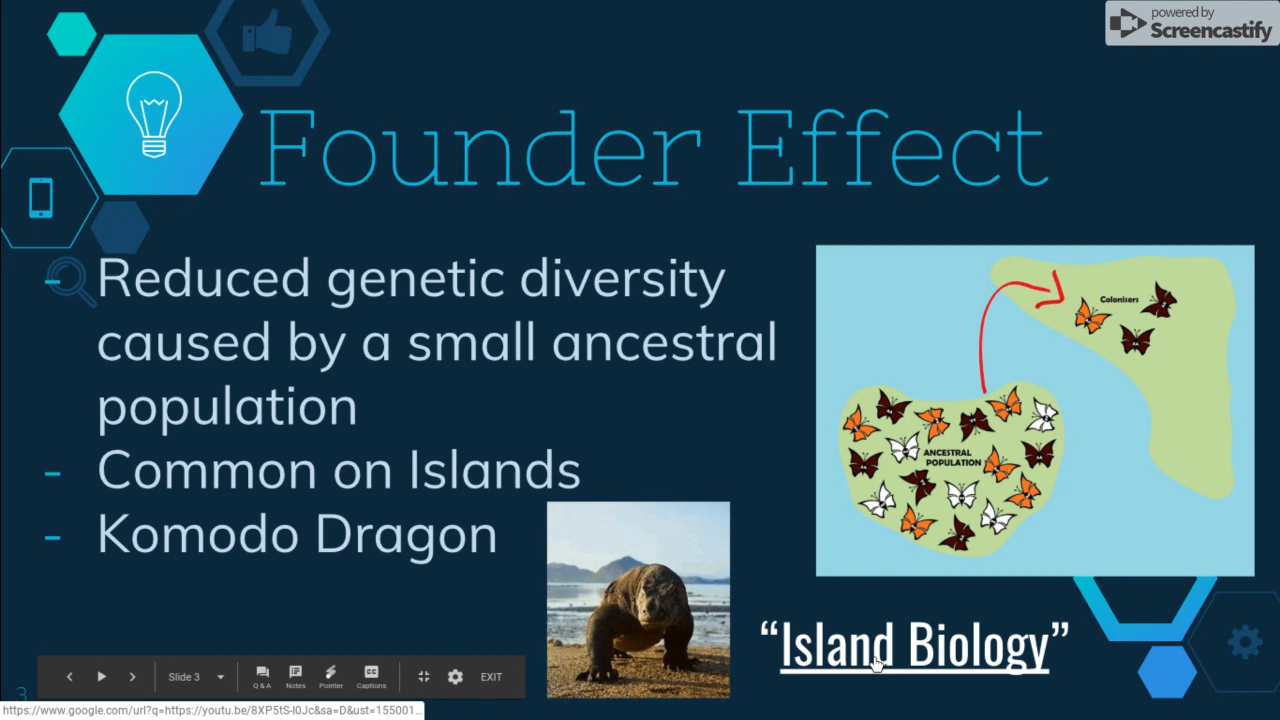 powered by
Screencastify
Founder Effect
- Reduced genetic diversity
caused by a small ancestral
population
- Common on Islands
- Komodo Dragon
Colonisers
ANCESTRAL
POPULATION
“Island Biology”
Slide 3
Q & A
Notes
Pointer
Captions
EXIT
3
https://www.google.com/url?q=https://youtu.be/8XP5tS-I0Jc&sa=D&ust=155001...